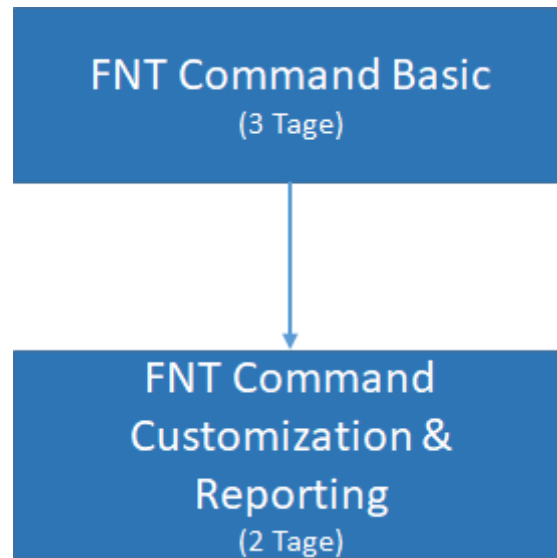 FNT Command Basic
(3 Tage)
FNT Command
Customization &
Reporting
(2 Tage)